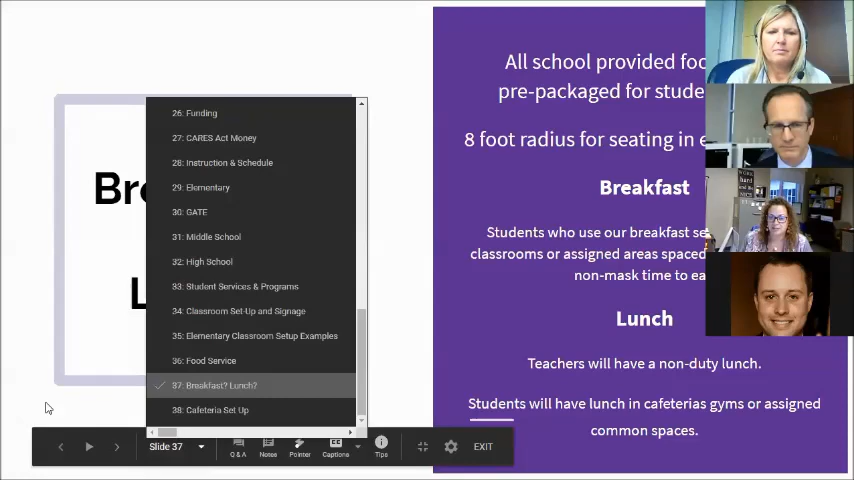 26: Funding
27: CARES Act Money
28: Instruction & Schedule
29: Elementary
30: GATE
31: Middle School
32: High School
33: Student Services & Programs
34: Classroom Set-Up and Signage
35: Elementary Classroom Setup Examples
36: Food Service
37: Breakfast? Lunch?
38: Cafeteria Set Up
Slide 37
Q & A
Notes
Pointer
Captions
Tips
EXIT
All school provided
pre-packaged for
8 foot radius for seating in
Breakfast
Students who use our breakfast
classrooms or assigned areas spaced
non-mask time to
Lunch
Teachers will have a non-duty lunch.
Students will have lunch in cafeterias gyms or assigned
common spaces.